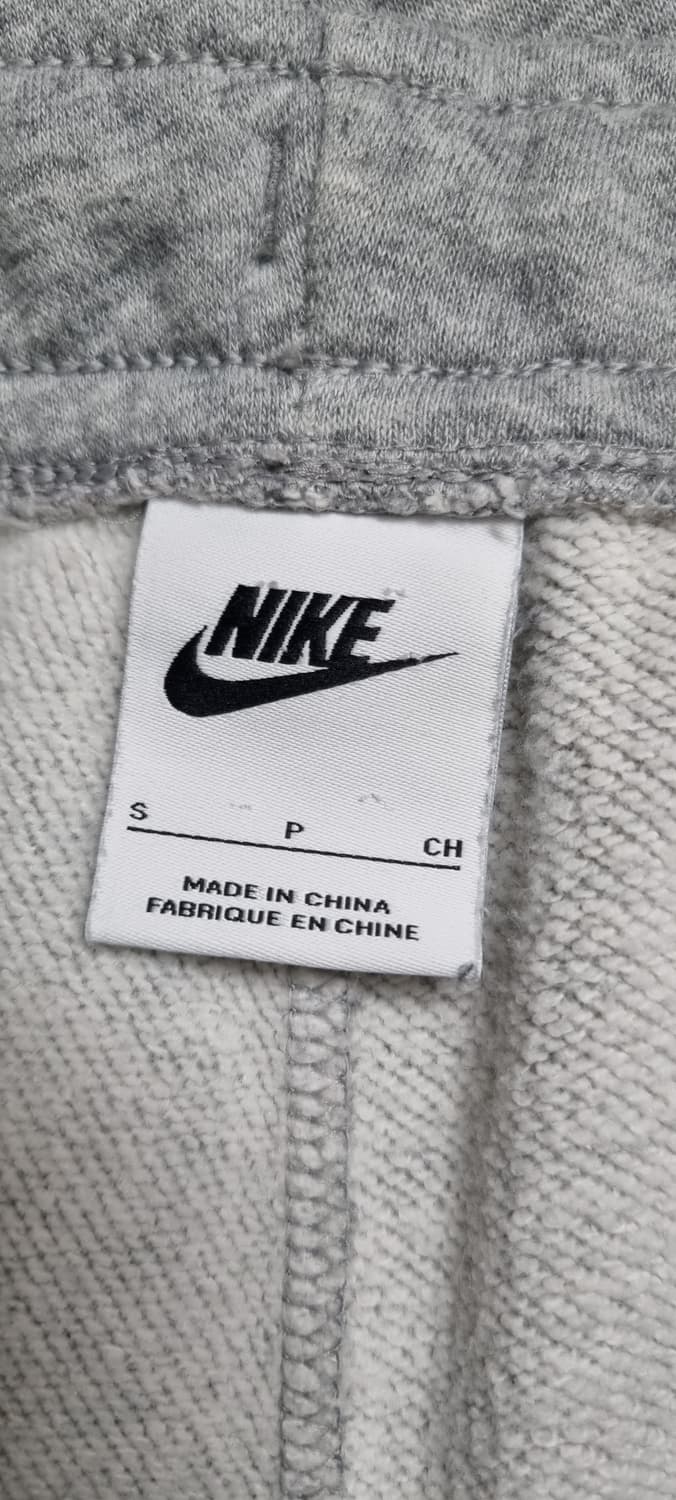 NIKE
S P CH
MADE IN CHINA
FABRIQUE EN CHINE